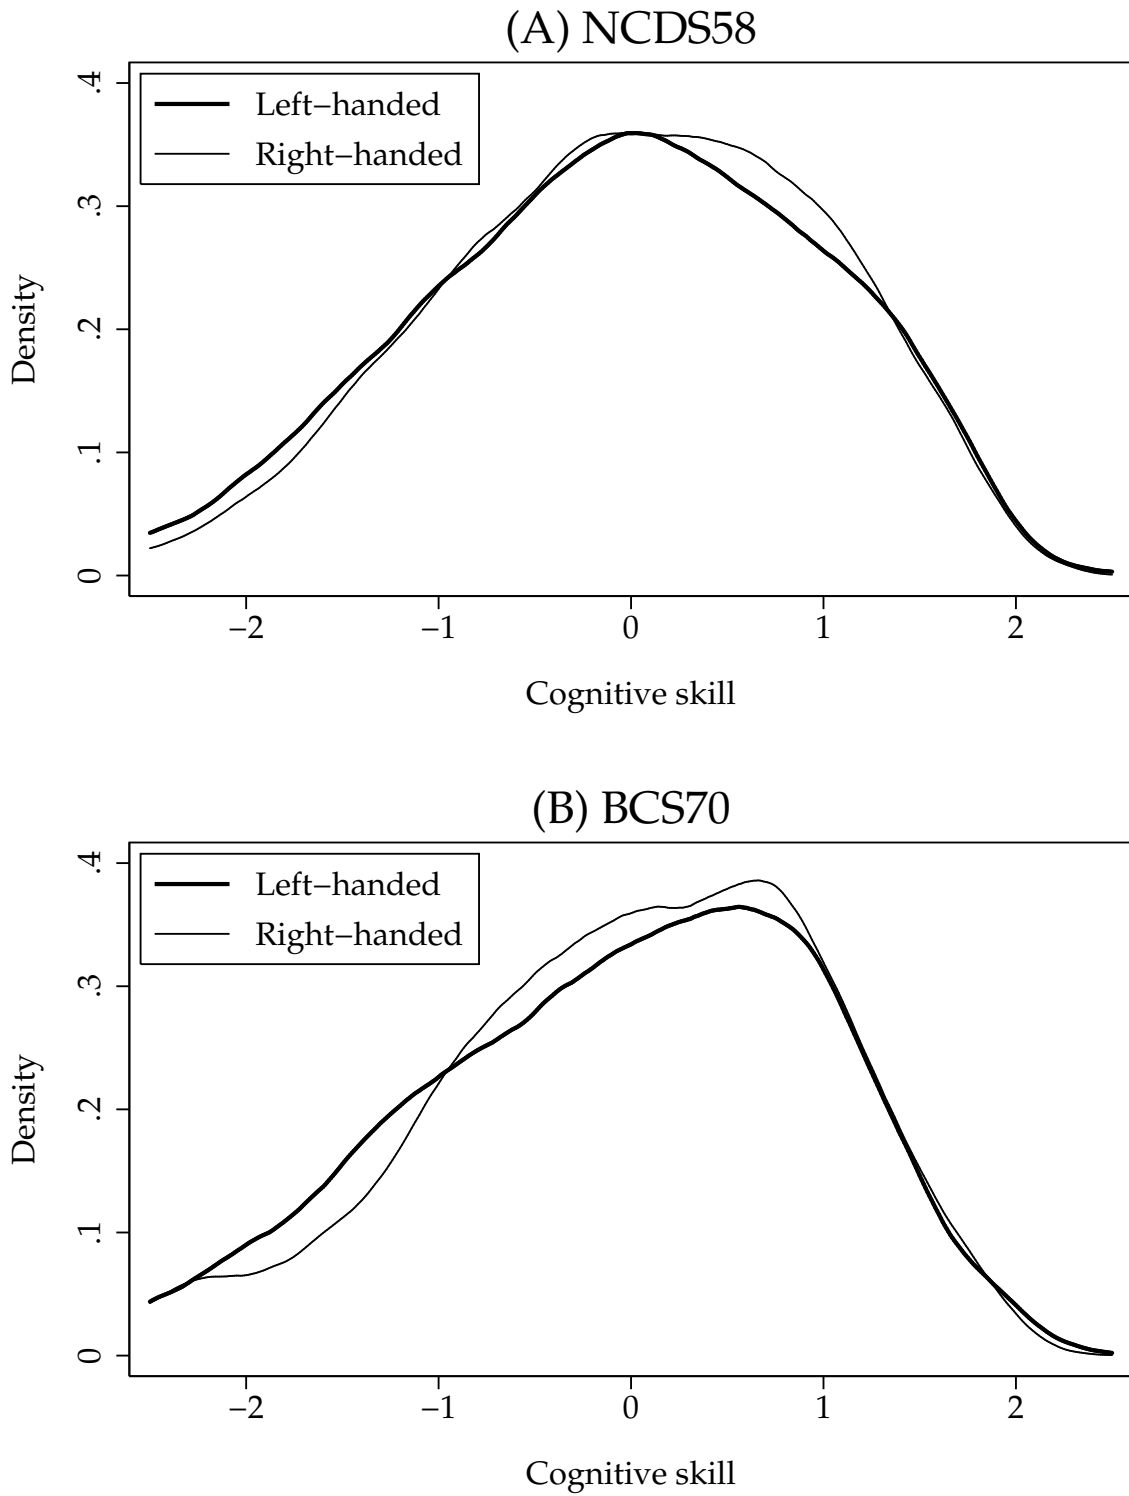 (A) NCDS58
Left–handed
Right–handed
.4
.3
.2
.1
0
Density
−2 −1 0 1 2
Cognitive skill
(B) BCS70
Left–handed
Right–handed
.4
.3
.2
.1
0
Density
−2 −1 0 1 2
Cognitive skill